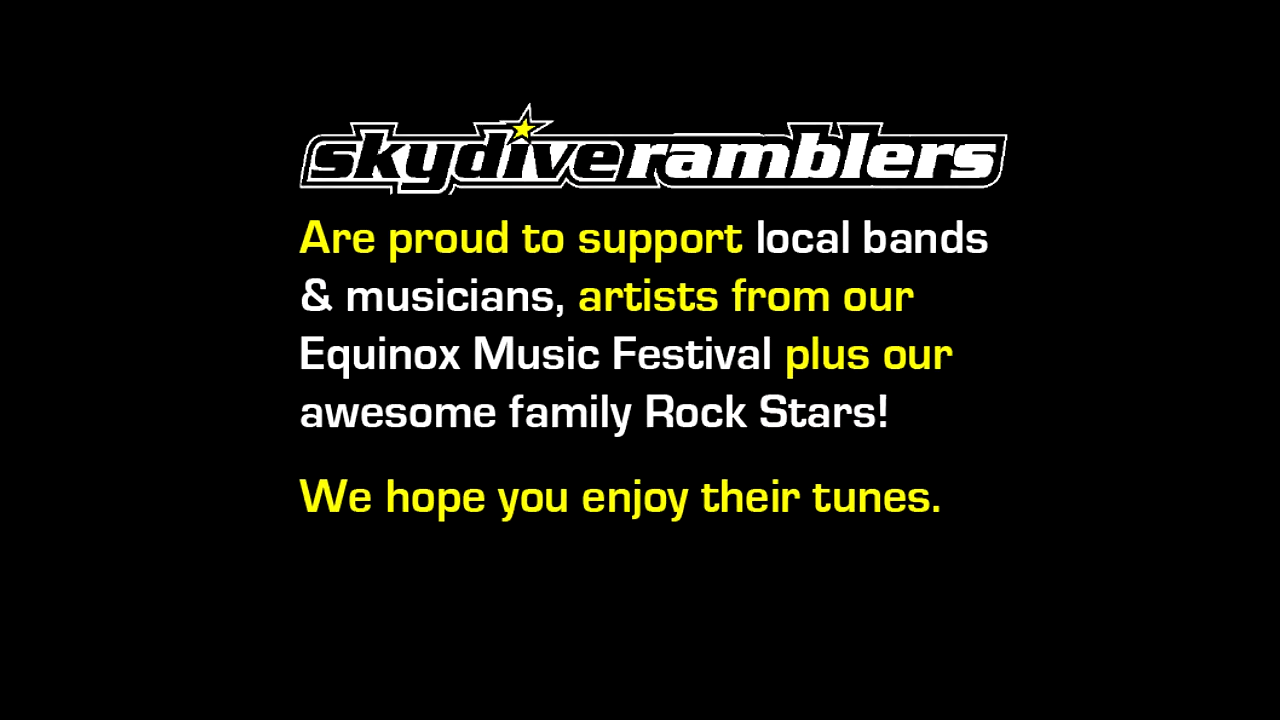 skydiveramblers
Are proud to support local bands
& musicians, artists from our
Equinox Music Festival plus our
awesome family Rock Stars!
We hope you enjoy their tunes.